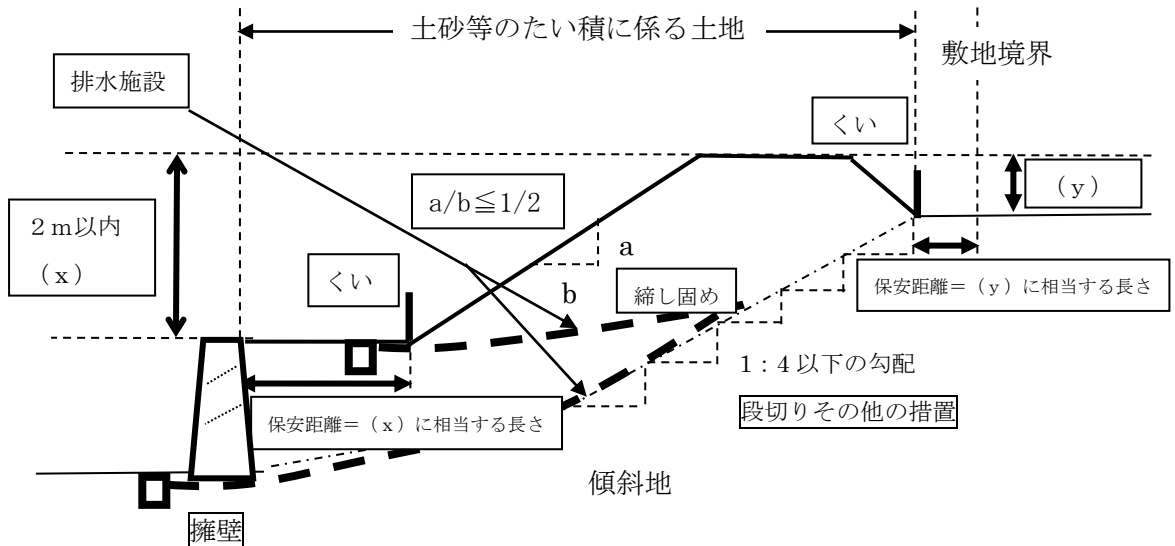 土砂等のたい積に係る土地
敷地境界
排水施設
くい
a/b≦1/2
（y）
２ｍ以内
（x）
a
くい
b
締し固め
保安距離＝（y）に相当する長さ
１：４以下の勾配
保安距離＝（x）に相当する長さ
段切りその他の措置
傾斜地
擁壁